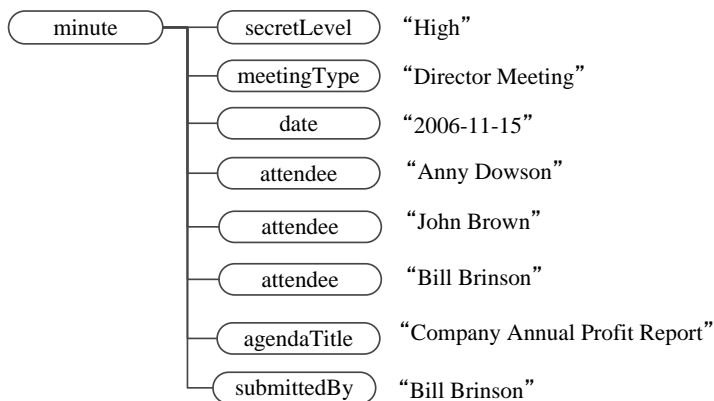 minute
secretLevel “High”
meetingType “Director Meeting”
date “2006-11-15”
attendee “Anny Dowson”
attendee “John Brown”
attendee “Bill Brinson”
agendaTitle “Company Annual Profit Report”
submittedBy “Bill Brinson”